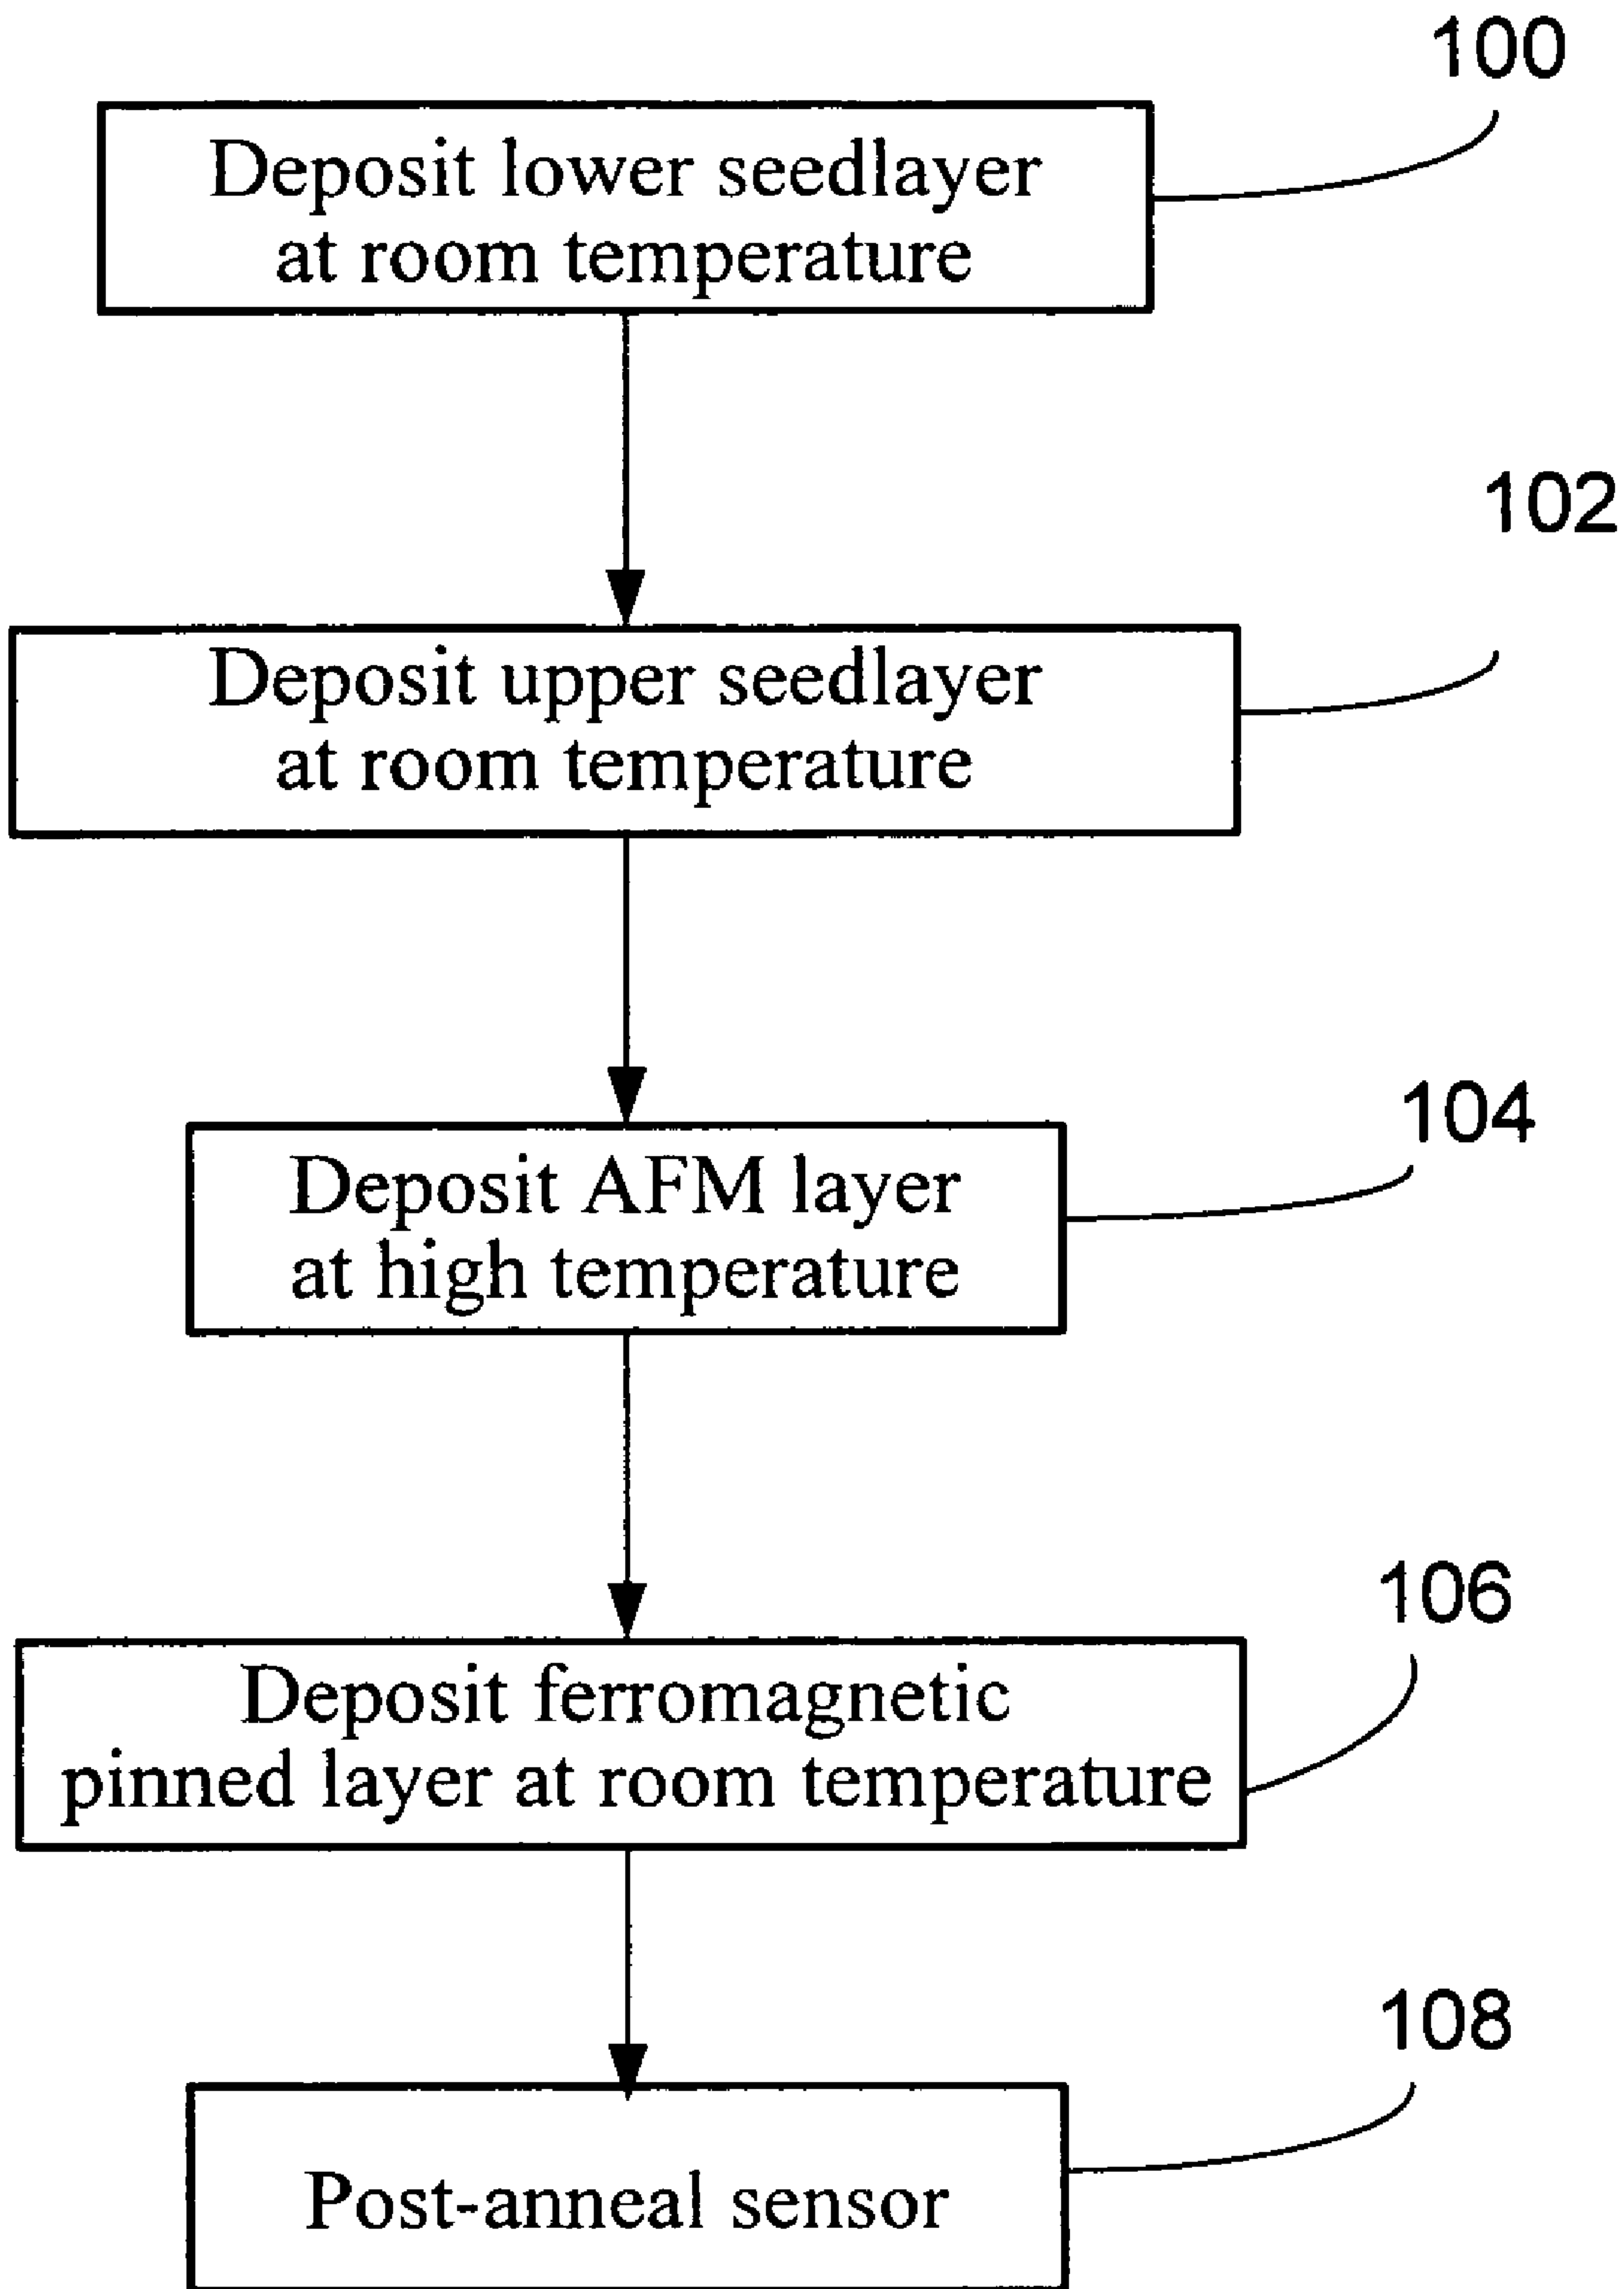 100
Deposit lower seedlayer
at room temperature
102
Deposit upper seedlayer
at room temperature
104
Deposit AFM layer
at high temperature
106
Deposit ferromagnetic
pinned layer at room temperature
108
Post-anneal sensor